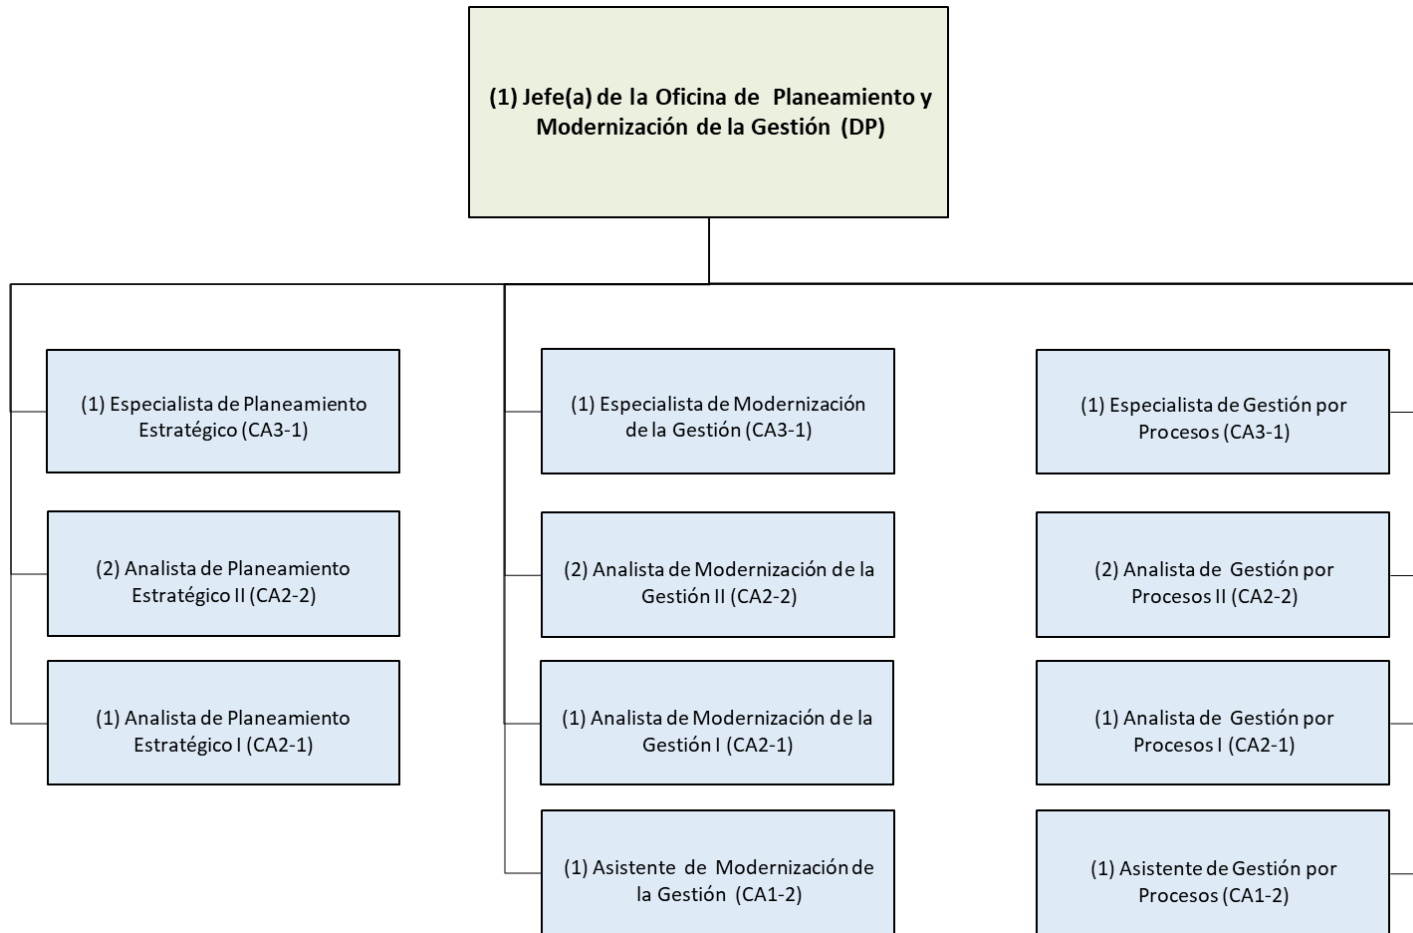 (1) Jefe(a) de la Oficina de Planeamiento y
Modernización de la Gestión (DP)
(1) Especialista de Planeamiento
Estratégico (CA3-1)
(2) Analista de Planeamiento
Estratégico II (CA2-2)
(1) Analista de Planeamiento
Estratégico I (CA2-1)
(1) Especialista de Modernización
de la Gestión (CA3-1)
(2) Analista de Modernización de la
Gestión II (CA2-2)
(1) Analista de Modernización de la
Gestión I (CA2-1)
(1) Asistente de Modernización de
la Gestión (CA1-2)
(1) Especialista de Gestión por
Procesos (CA3-1)
(2) Analista de Gestión por
Procesos II (CA2-2)
(1) Analista de Gestión por
Procesos I (CA2-1)
(1) Asistente de Gestión por
Procesos (CA1-2)